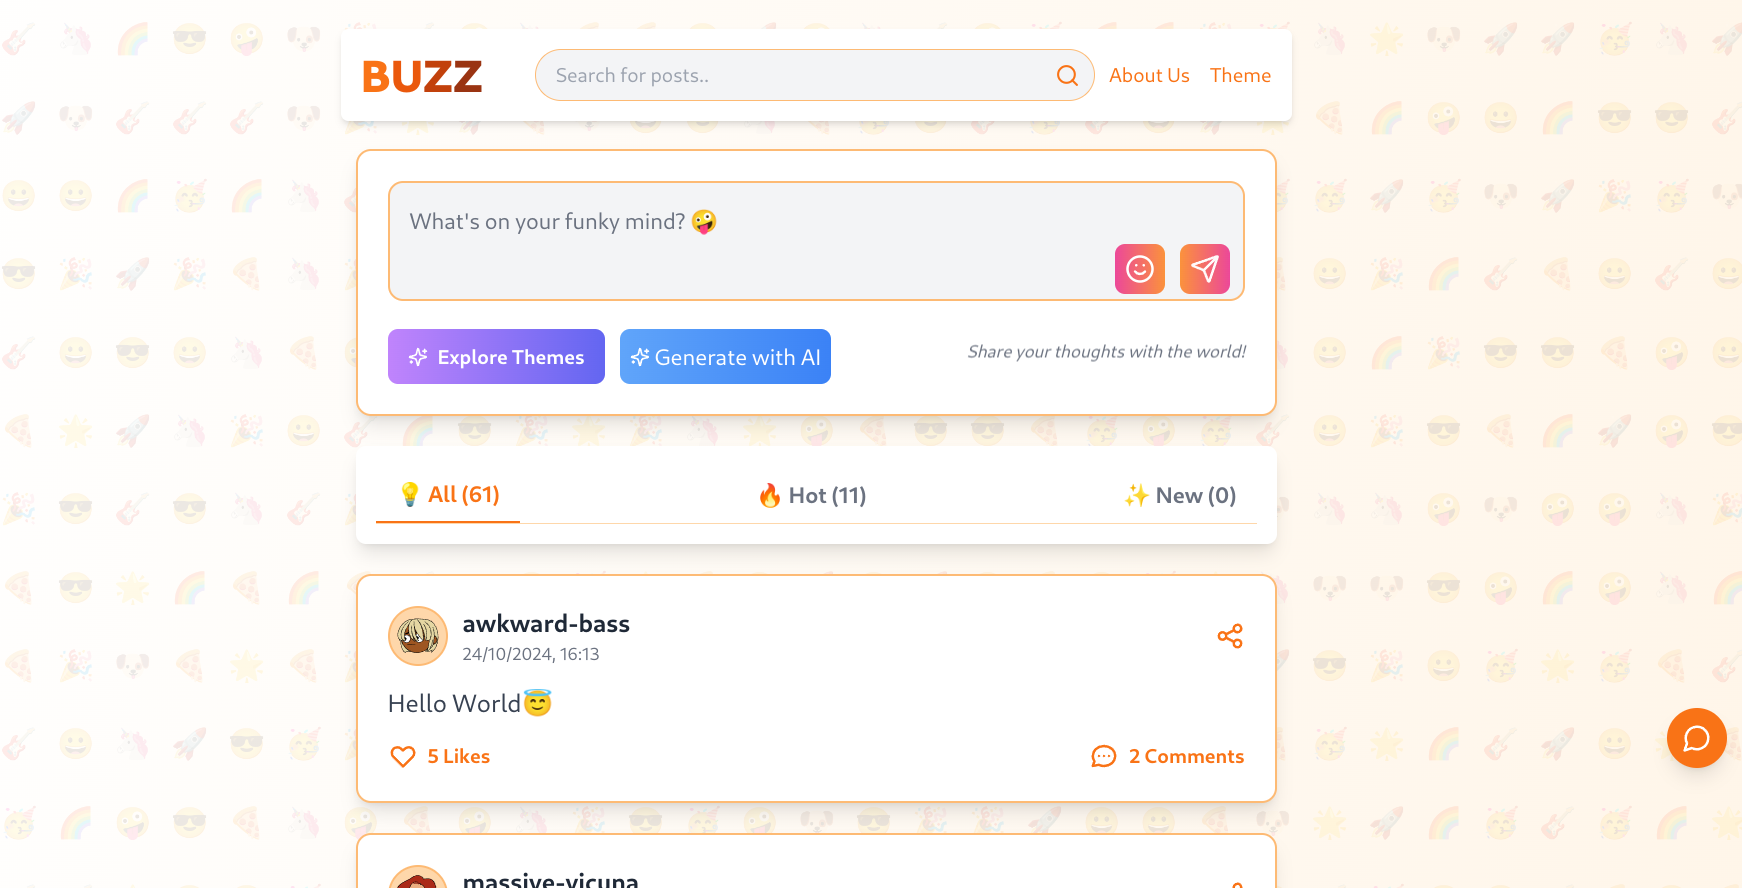 BUZZ
Search for posts..
About Us
Theme
What's on your funky mind? 🤪
Explore Themes
Generate with AI
Share your thoughts with the world!
💡 All (61)
🔥 Hot (11)
✨ New (0)
awkward-bass
24/10/2024, 16:13
Hello World😇
5 Likes
2 Comments
massive-vicuna